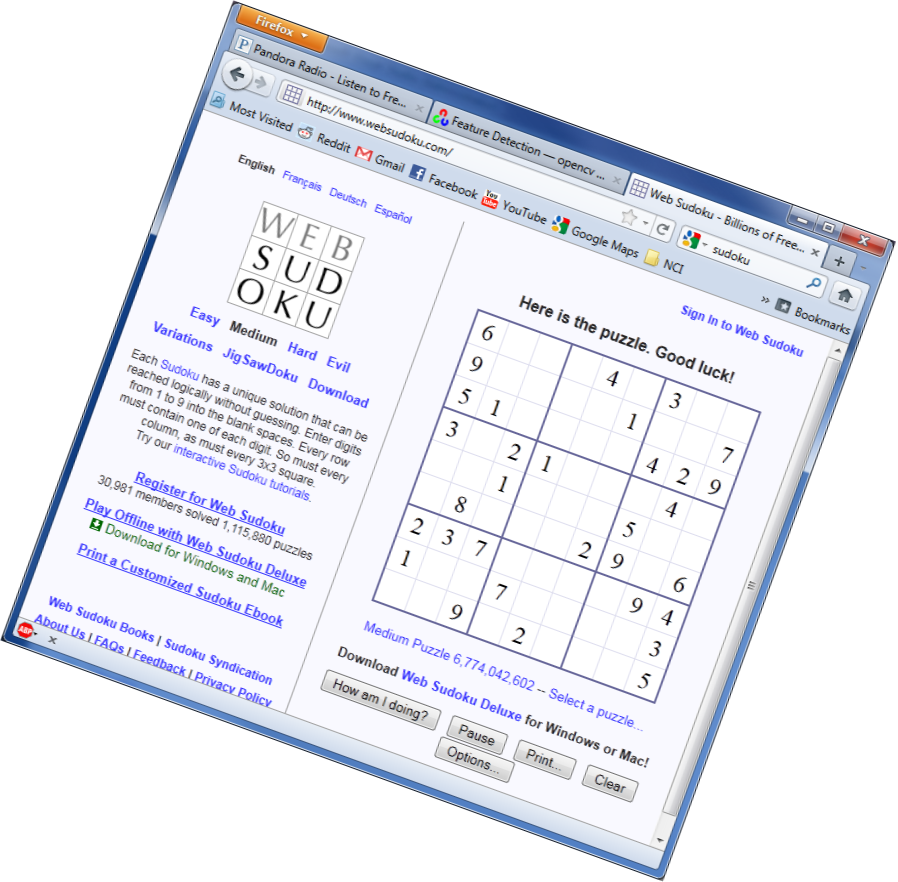 Firefox
Pandora Radio - Listen to Fre...
Feature Detection — opencv ...
Web Sudoku - Billions of Free...
http://www.websudoku.com/
sudoku
Most Visited Reddit Gmail Facebook YouTube Google Maps NCI » Bookmarks
English Français Deutsch Español
WEB
SUD
OKU
Easy Medium Hard Evil
Variations JigSawDoku Download
Each Sudoku has a unique solution that can be
reached logically without guessing. Enter digits
from 1 to 9 into the blank spaces. Every row
must contain one of each digit. So must every
column, as must every 3x3 square.
Try our interactive Sudoku tutorials.
Register for Web Sudoku
30,981 members solved 1,115,880 puzzles
Play Offline with Web Sudoku Deluxe
Download for Windows and Mac
Print a Customized Sudoku Ebook
Web Sudoku Books | Sudoku Syndication
About Us | FAQs | Feedback | Privacy Policy
ABP
Sign In to Web Sudoku
Here is the puzzle. Good luck!
6 4 3
9 1 7
5 1 4 2 9
3 2 1 4
1 5
8 2 9 6
2 3 7 9 4
1 7 3
9 2 5
Medium Puzzle 6,774,042,602 -- Select a puzzle...
Download Web Sudoku Deluxe for Windows or Mac!
How am I doing? Pause Print... Clear
Options...